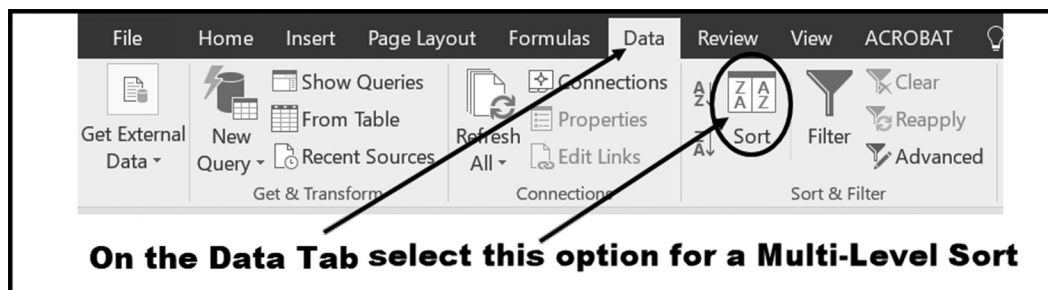 File Home Insert Page Layout Formulas Data Review View ACROBAT
Get External
Data
New
Query
Show Queries
From Table
Recent Sources
Get & Transform
Refresh
All
Connections
Properties
Edit Links
Connections
A
Z
Z
A
Z A
A Z
Sort
Filter
Clear
Reapply
Advanced
Sort & Filter
On the Data Tab select this option for a Multi-Level Sort